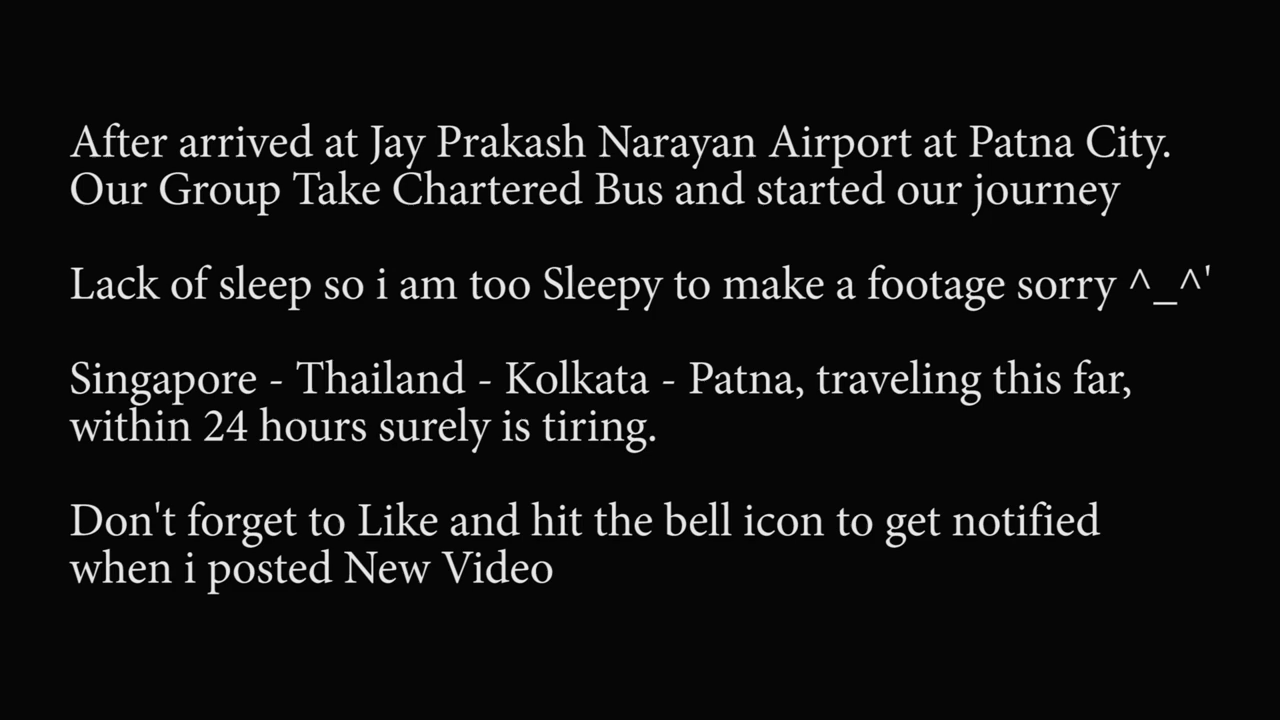 After arrived at Jay Prakash Narayan Airport at Patna City.
Our Group Take Chartered Bus and started our journey
Lack of sleep so i am too Sleepy to make a footage sorry ^_^'
Singapore - Thailand - Kolkata - Patna, traveling this far,
within 24 hours surely is tiring.
Don't forget to Like and hit the bell icon to get notified
when i posted New Video